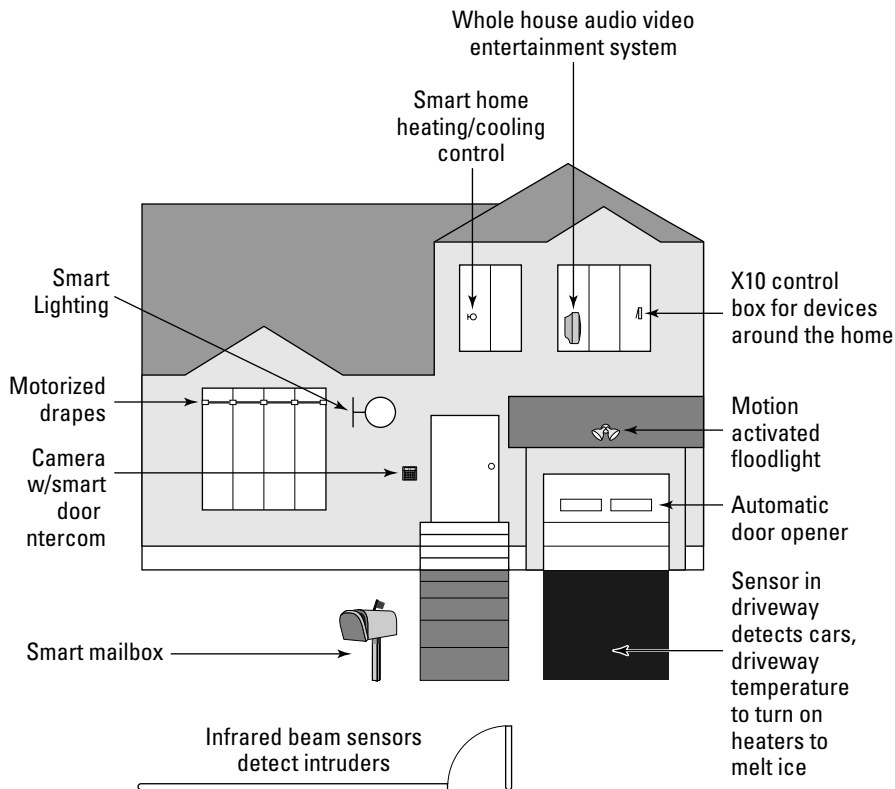 Whole house audio video
entertainment system
Smart home
heating/cooling
control
Smart
Lighting
X10 control
box for devices
around the home
Motorized
drapes
Motion
activated
floodlight
Camera
w/smart
door
ntercom
Automatic
door opener
Sensor in
driveway
detects cars,
driveway
temperature
to turn on
heaters to
melt ice
Smart mailbox
Infrared beam sensors
detect intruders